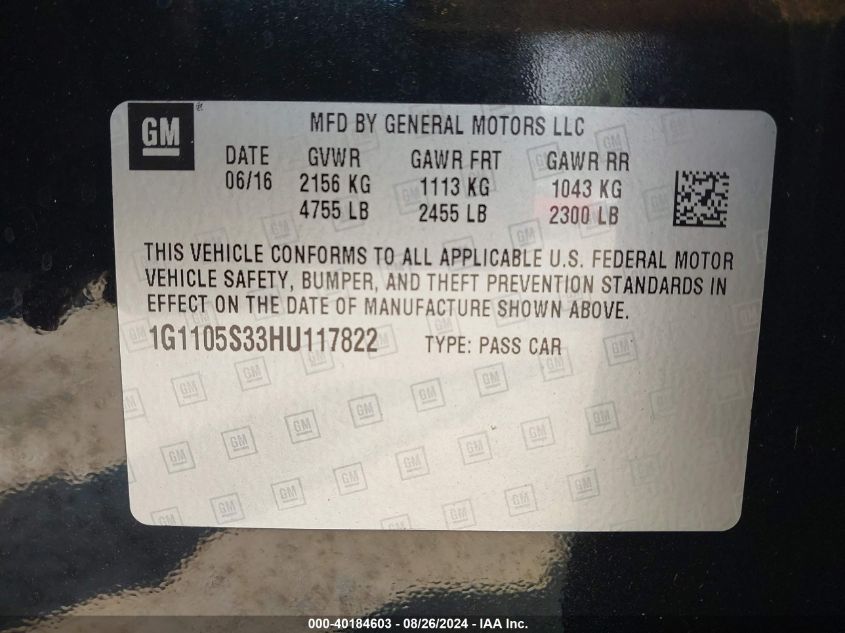 GM
MFD BY GENERAL MOTORS LLC
DATE GVWR GAWR FRT GAWR RR
06/16 2156 KG 1113 KG 1043 KG
4755 LB 2455 LB 2300 LB
THIS VEHICLE CONFORMS TO ALL APPLICABLE U.S. FEDERAL MOTOR
VEHICLE SAFETY, BUMPER, AND THEFT PREVENTION STANDARDS IN
EFFECT ON THE DATE OF MANUFACTURE SHOWN ABOVE.
1G1105S33HU117822 TYPE: PASS CAR
000-40184603 - 08/26/2024 - IAA Inc.